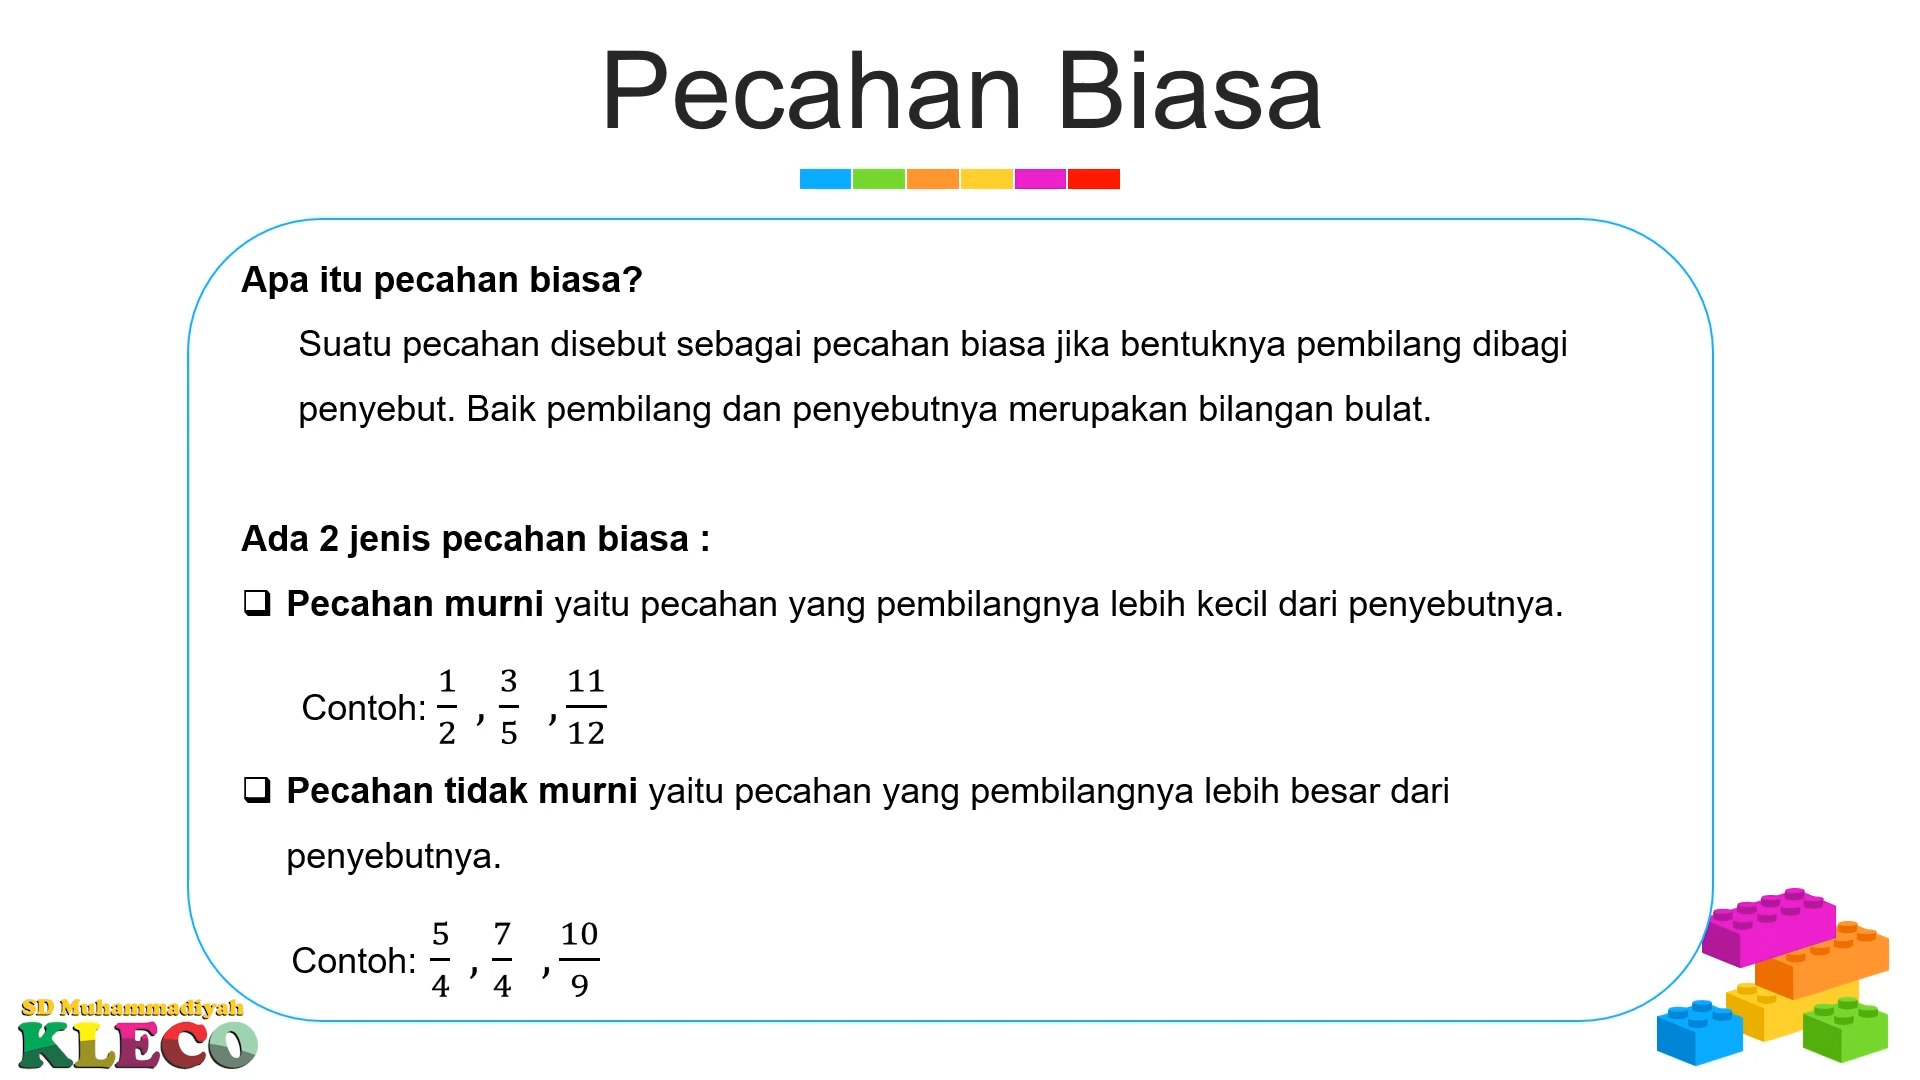 Pecahan Biasa
Apa itu pecahan biasa?
Suatu pecahan disebut sebagai pecahan biasa jika bentuknya pembilang dibagi
penyebut. Baik pembilang dan penyebutnya merupakan bilangan bulat.
Ada 2 jenis pecahan biasa :
❑ Pecahan murni yaitu pecahan yang pembilangnya lebih kecil dari penyebutnya.
Contoh: 1/2 , 3/5 , 11/12
❑ Pecahan tidak murni yaitu pecahan yang pembilangnya lebih besar dari
penyebutnya.
Contoh: 5/4 , 7/4 , 10/9
SD Muhammadiyah
KLECO